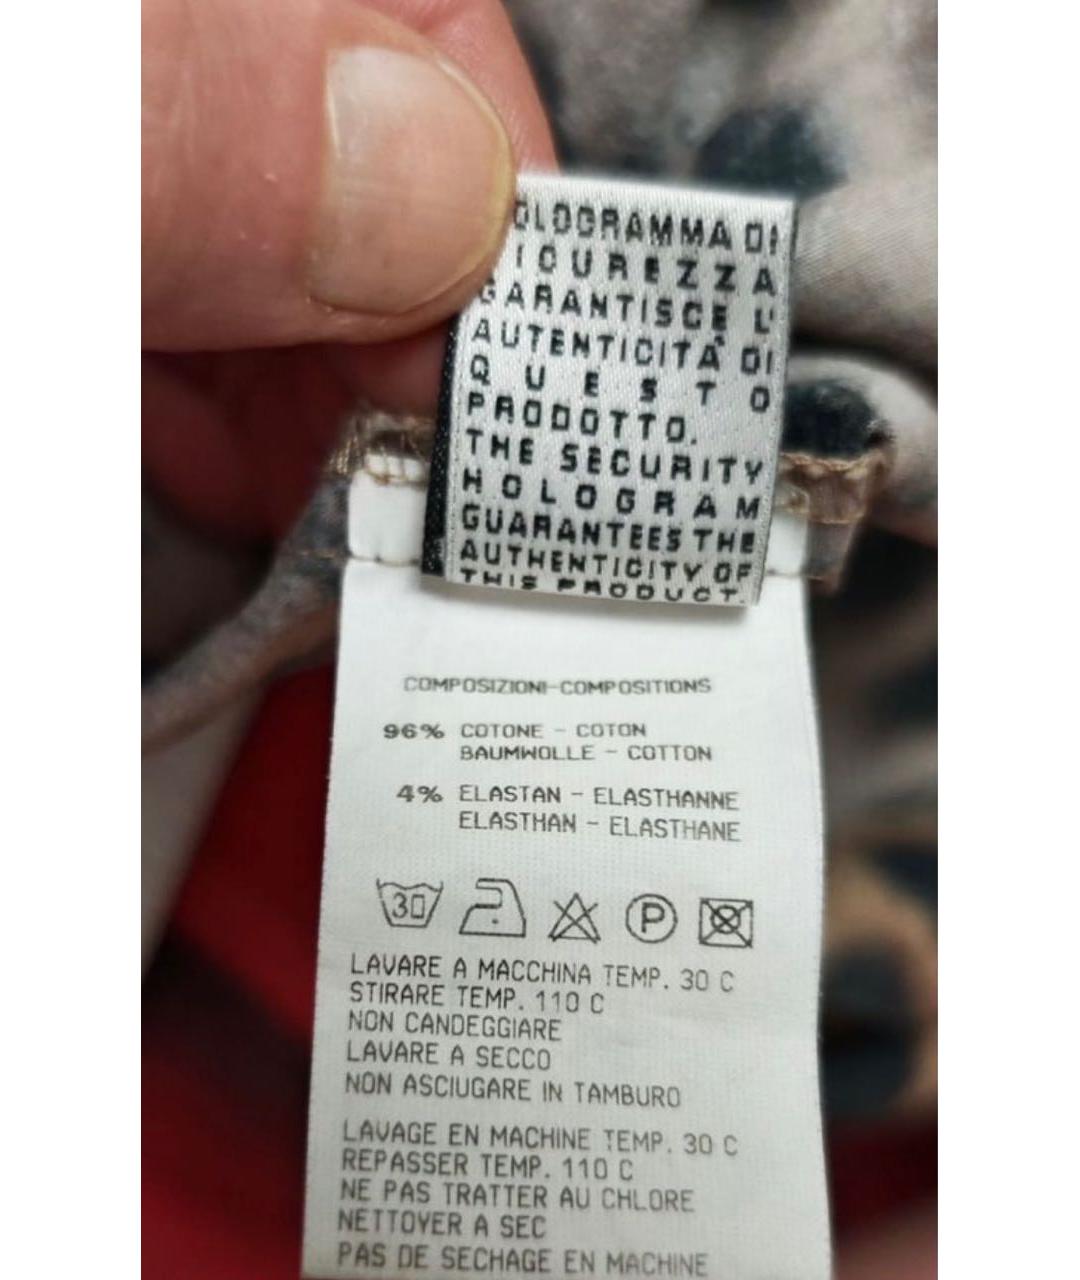 OLOGRAMMA DI
ICUREZZA
GARANTISCE L'
AUTENTICITÀ DI
QUESTO
PRODOTTO.
THE SECURITY
HOLOGRAM
GUARANTEES THE
AUTHENTICITY OF
THIS PRODUCT.
COMPOSIZIONI-COMPOSITIONS
96% COTONE - COTON
BAUMWOLLE - COTTON
4% ELASTAN - ELASTHANNE
ELASTHAN - ELASTHANE
30 P
LAVARE A MACCHINA TEMP. 30 C
STIRARE TEMP. 110 C
NON CANDEGGIARE
LAVARE A SECCO
NON ASCIUGARE IN TAMBURO
LAVAGE EN MACHINE TEMP. 30 C
REPASSER TEMP. 110 C
NE PAS TRATTER AU CHLORE
NETTOYER A SEC
PAS DE SECHAGE EN MACHINE